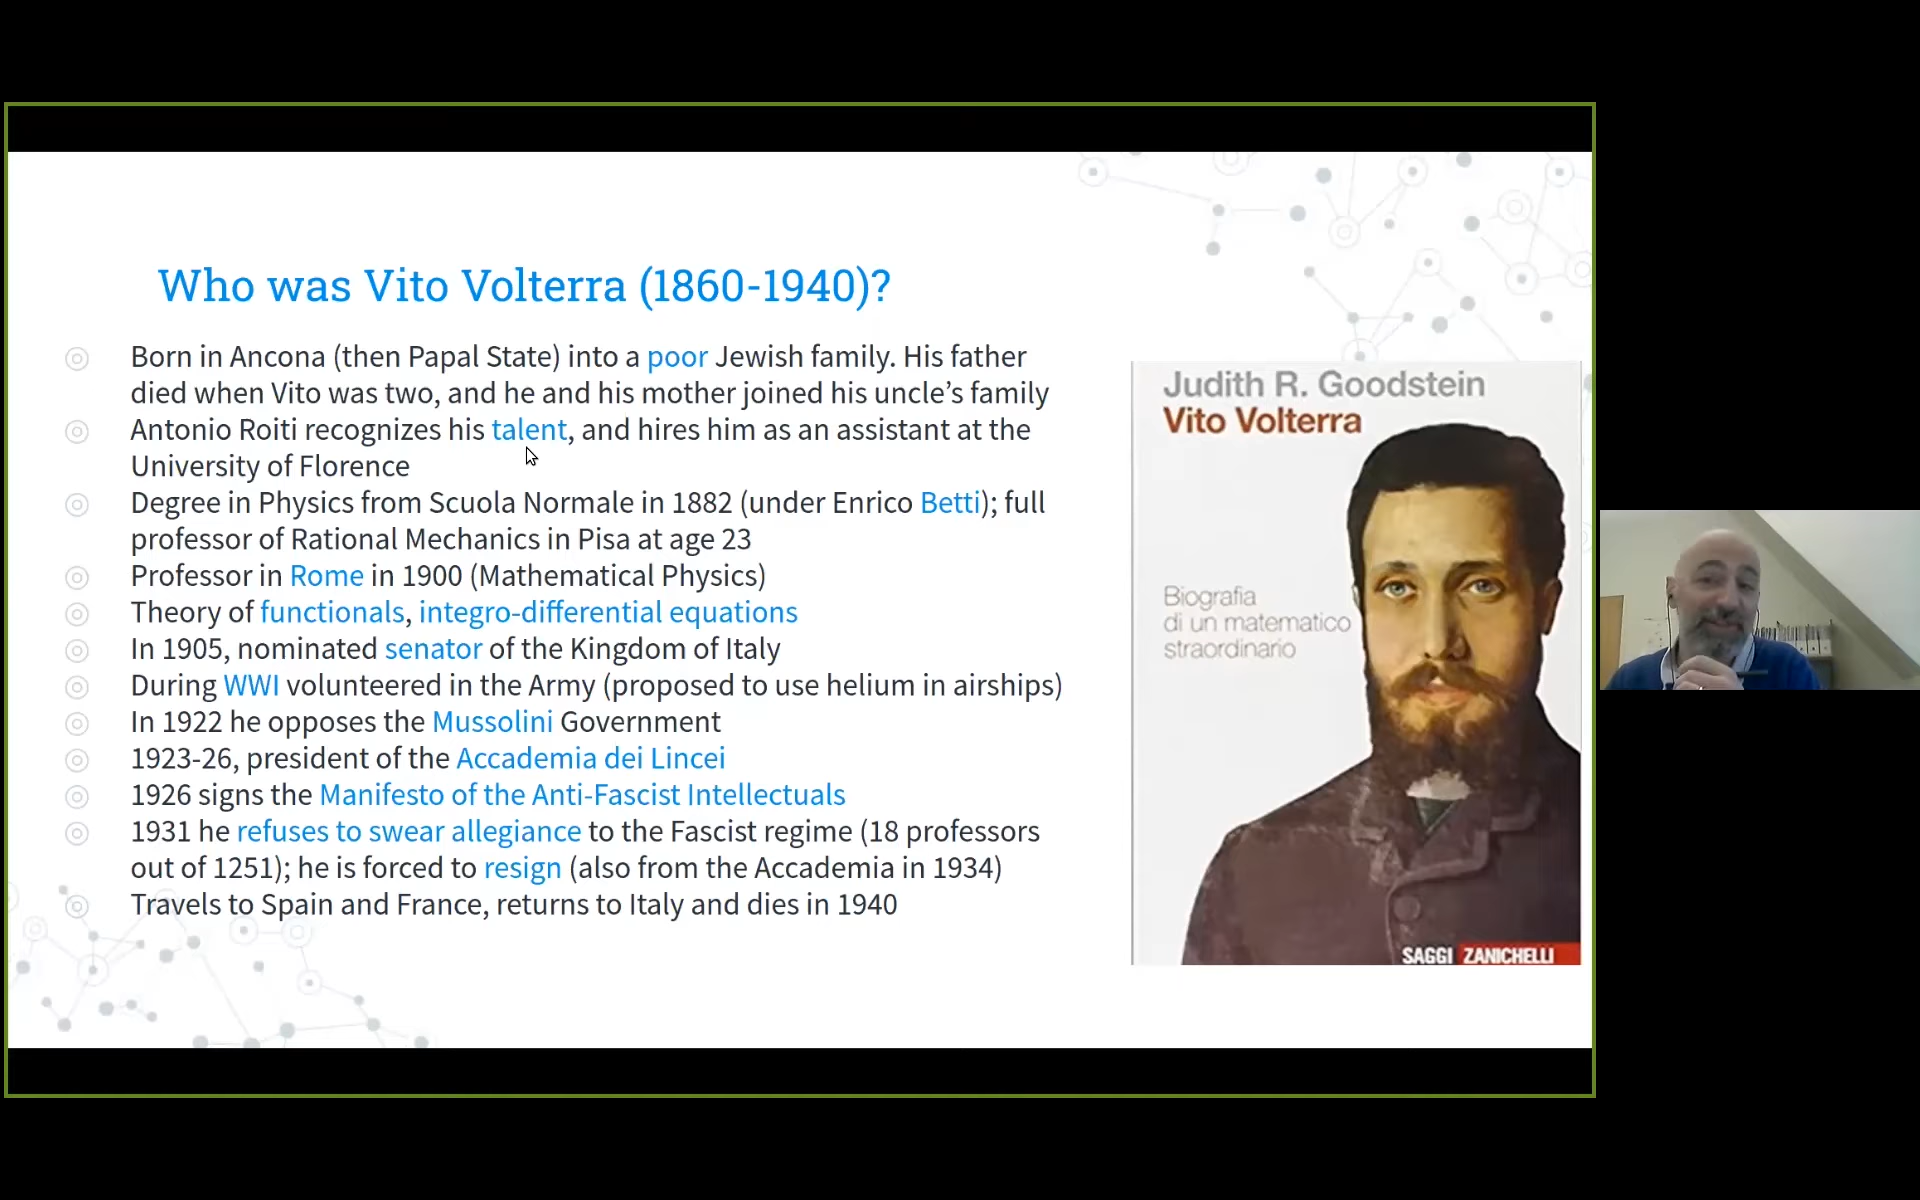 Who was Vito Volterra (1860-1940)?
Born in Ancona (then Papal State) into a poor Jewish family. His father
died when Vito was two, and he and his mother joined his uncle's family
Antonio Roiti recognizes his talent, and hires him as an assistant at the
University of Florence
Degree in Physics from Scuola Normale in 1882 (under Enrico Betti); full
professor of Rational Mechanics in Pisa at age 23
Professor in Rome in 1900 (Mathematical Physics)
Theory of functionals, integro-differential equations
In 1905, nominated senator of the Kingdom of Italy
During WWI volunteered in the Army (proposed to use helium in airships)
In 1922 he opposes the Mussolini Government
1923-26, president of the Accademia dei Lincei
1926 signs the Manifesto of the Anti-Fascist Intellectuals
1931 he refuses to swear allegiance to the Fascist regime (18 professors
out of 1251); he is forced to resign (also from the Accademia in 1934)
Travels to Spain and France, returns to Italy and dies in 1940
Judith R. Goodstein
Vito Volterra
Biografia
di un matematico
straordinario
SAGGI ZANICHELLI